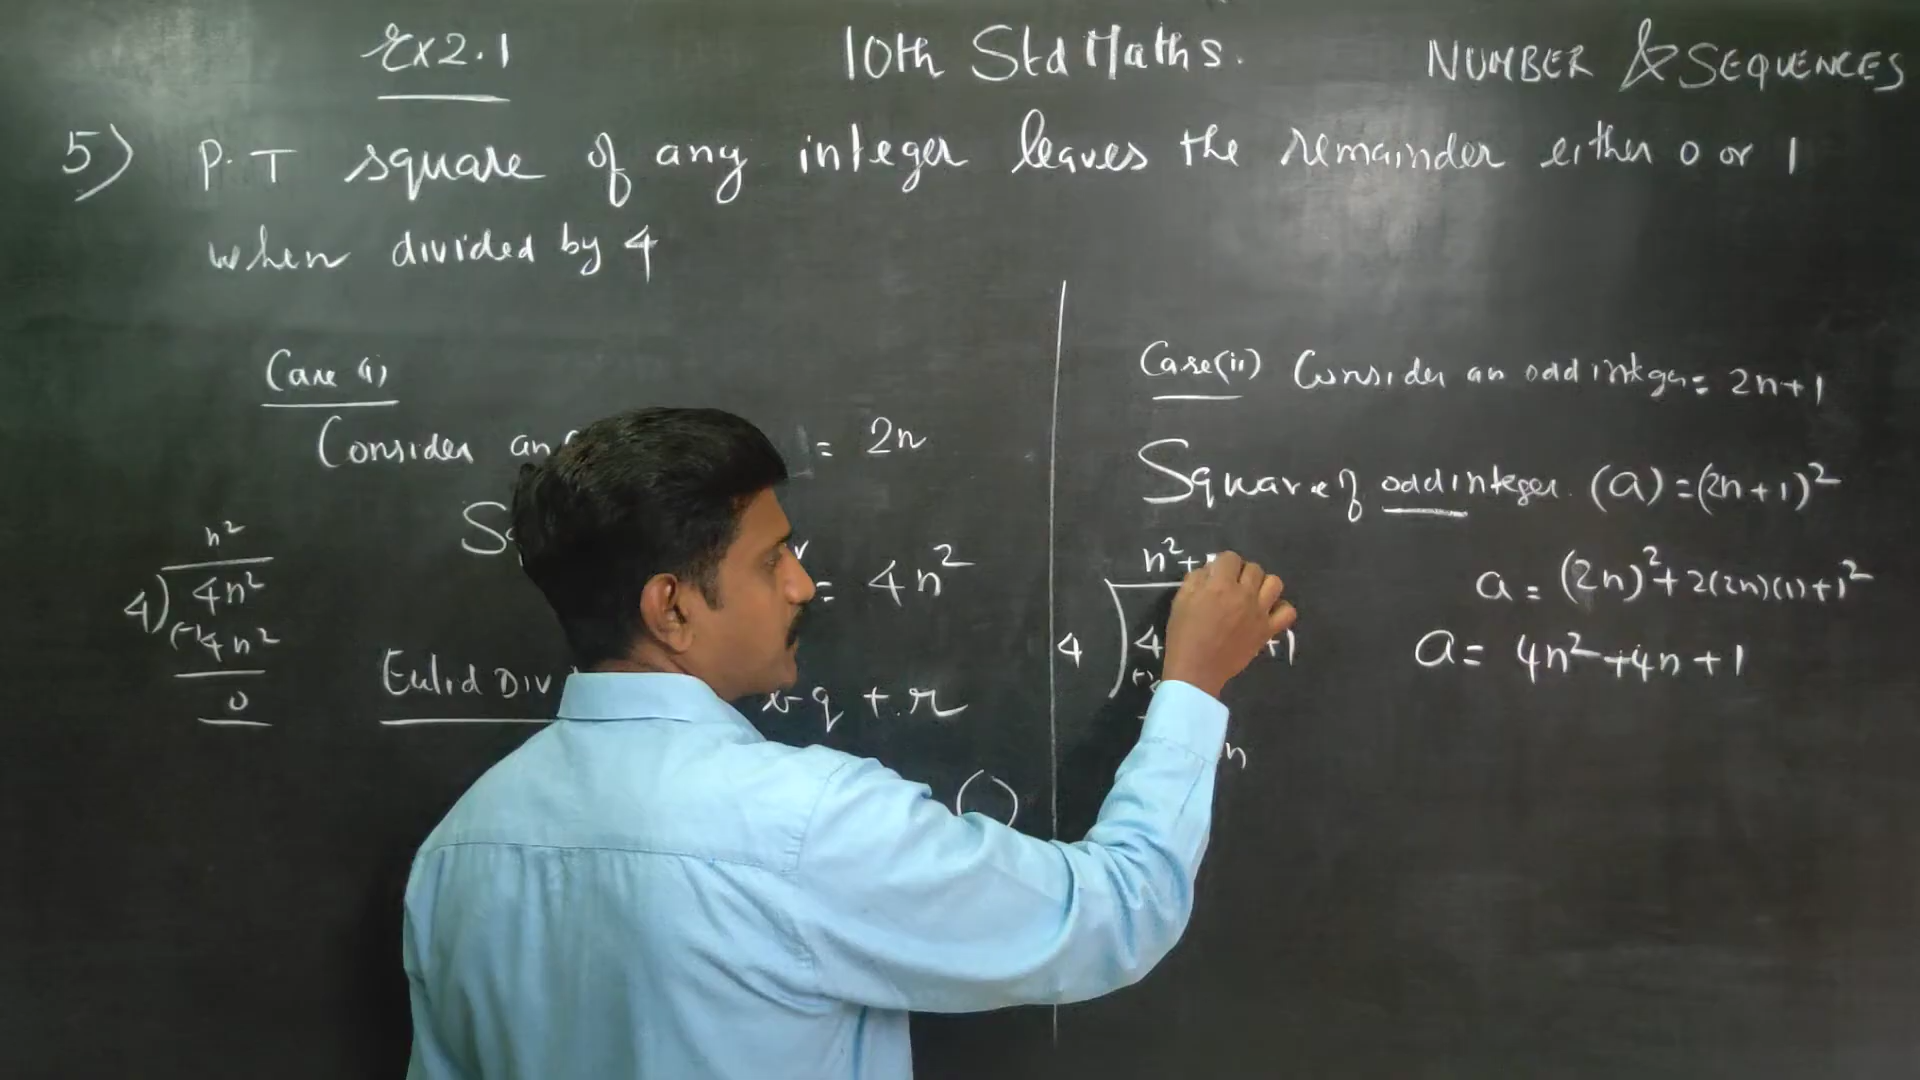 Ex 2.1 10th Std Maths. NUMBER & SEQUENCES
5) P.T square of any integer leaves the remainder either 0 or 1
when divided by 4
Case (i)
Consider an = 2n
= 4n²
n²
4) 4n²
(-)4n²
0
Eulid Div
q + r
Case (ii) Consider an odd integer = 2n+1
Square of odd integer. (a) = (2n+1)²
a = (2n)² + 2(2n)(1) + 1²
a = 4n² + 4n + 1
n² +
4 ) 4 +1
n